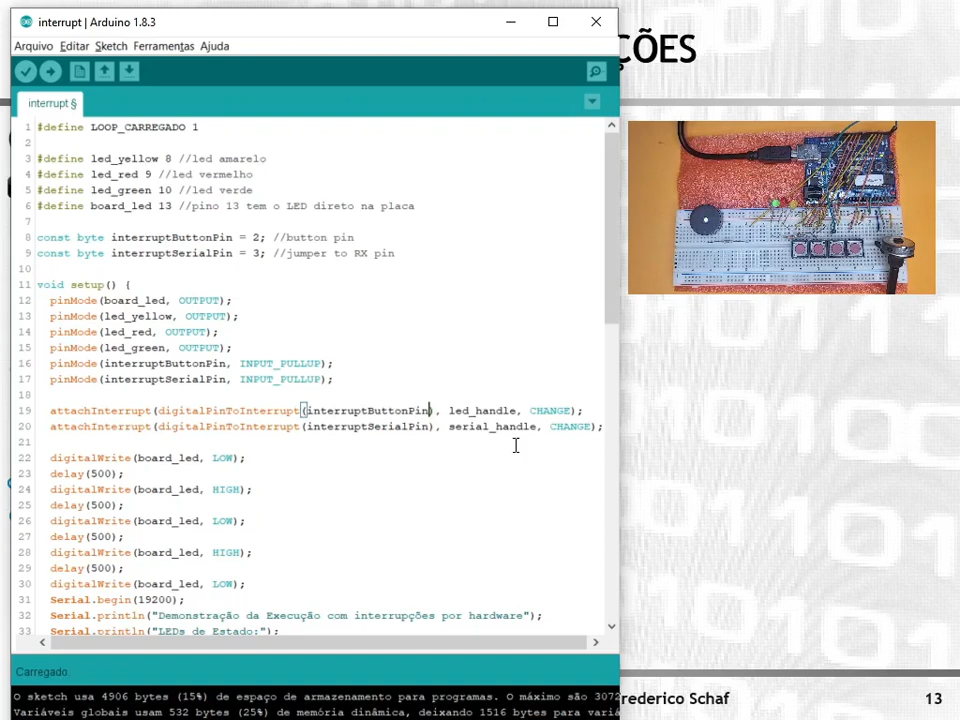 interrupt | Arduino 1.8.3
Arquivo Editar Sketch Ferramentas Ajuda
ÇÕES
interrupt §
1 #define LOOP_CARREGADO 1
2
3 #define led_yellow 8 //led amarelo
4 #define led_red 9 //led vermelho
5 #define led_green 10 //led verde
6 #define board_led 13 //pino 13 tem o LED direto na placa
7
8 const byte interruptButtonPin = 2; //button pin
9 const byte interruptSerialPin = 3; //jumper to RX pin
10
11 void setup() {
12 pinMode(board_led, OUTPUT);
13 pinMode(led_yellow, OUTPUT);
14 pinMode(led_red, OUTPUT);
15 pinMode(led_green, OUTPUT);
16 pinMode(interruptButtonPin, INPUT_PULLUP);
17 pinMode(interruptSerialPin, INPUT_PULLUP);
18
19 attachInterrupt(digitalPinToInterrupt(interruptButtonPin), led_handle, CHANGE);
20 attachInterrupt(digitalPinToInterrupt(interruptSerialPin), serial_handle, CHANGE);
21
22 digitalWrite(board_led, LOW);
23 delay(500);
24 digitalWrite(board_led, HIGH);
25 delay(500);
26 digitalWrite(board_led, LOW);
27 delay(500);
28 digitalWrite(board_led, HIGH);
29 delay(500);
30 digitalWrite(board_led, LOW);
31 Serial.begin(19200);
32 Serial.println("Demonstração da Execução com interrupções por hardware");
33 Serial.println("LEDs de Estado:");
Carregado.
O sketch usa 4906 bytes (15%) de espaço de armazenamento para programas. O máximo são 3072
Variáveis globais usam 532 bytes (25%) de memória dinâmica, deixando 1516 bytes para variá
rederico Schaf
13